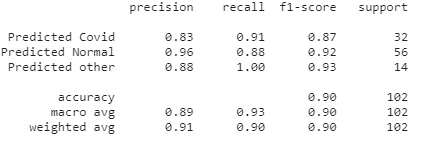 precision recall f1-score support
Predicted Covid 0.83 0.91 0.87 32
Predicted Normal 0.96 0.88 0.92 56
Predicted other 0.88 1.00 0.93 14
accuracy 0.90 102
macro avg 0.89 0.93 0.90 102
weighted avg 0.91 0.90 0.90 102